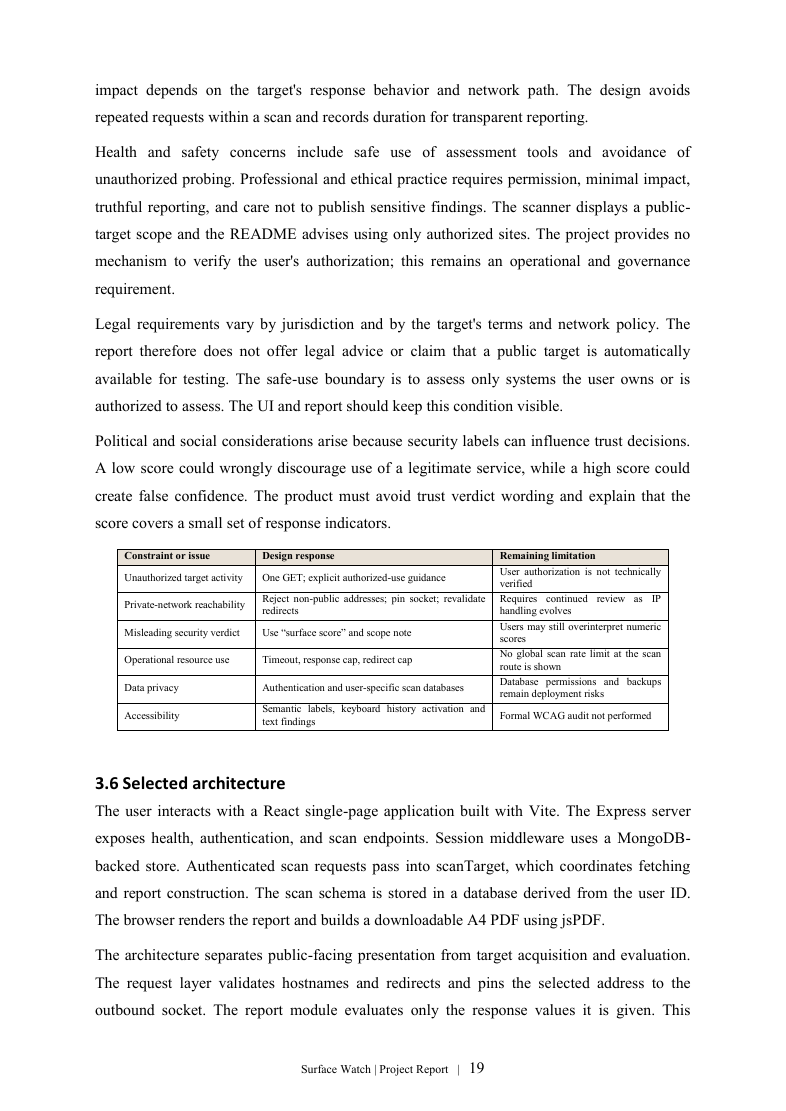 impact depends on the target's response behavior and network path. The design avoids
repeated requests within a scan and records duration for transparent reporting.
Health and safety concerns include safe use of assessment tools and avoidance of
unauthorized probing. Professional and ethical practice requires permission, minimal impact,
truthful reporting, and care not to publish sensitive findings. The scanner displays a public-
target scope and the README advises using only authorized sites. The project provides no
mechanism to verify the user's authorization; this remains an operational and governance
requirement.
Legal requirements vary by jurisdiction and by the target's terms and network policy. The
report therefore does not offer legal advice or claim that a public target is automatically
available for testing. The safe-use boundary is to assess only systems the user owns or is
authorized to assess. The UI and report should keep this condition visible.
Political and social considerations arise because security labels can influence trust decisions.
A low score could wrongly discourage use of a legitimate service, while a high score could
create false confidence. The product must avoid trust verdict wording and explain that the
score covers a small set of response indicators.
Constraint or issue | Design response | Remaining limitation
Unauthorized target activity | One GET; explicit authorized-use guidance | User authorization is not technically
verified
Private-network reachability | Reject non-public addresses; pin socket; revalidate
redirects | Requires continued review as IP
handling evolves
Misleading security verdict | Use “surface score” and scope note | Users may still overinterpret numeric
scores
Operational resource use | Timeout, response cap, redirect cap | No global scan rate limit at the scan
route is shown
Data privacy | Authentication and user-specific scan databases | Database permissions and backups
remain deployment risks
Accessibility | Semantic labels, keyboard history activation and
text findings | Formal WCAG audit not performed
3.6 Selected architecture
The user interacts with a React single-page application built with Vite. The Express server
exposes health, authentication, and scan endpoints. Session middleware uses a MongoDB-
backed store. Authenticated scan requests pass into scanTarget, which coordinates fetching
and report construction. The scan schema is stored in a database derived from the user ID.
The browser renders the report and builds a downloadable A4 PDF using jsPDF.
The architecture separates public-facing presentation from target acquisition and evaluation.
The request layer validates hostnames and redirects and pins the selected address to the
outbound socket. The report module evaluates only the response values it is given. This
Surface Watch | Project Report | 19